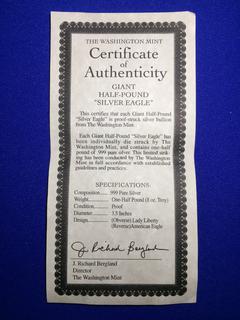 THE WASHINGTON MINT
Certificate
of
Authenticity
GIANT
HALF-POUND
"SILVER EAGLE"
This certifies that each Giant Half-Pound
"Silver Eagle" is proof-struck silver bullion
from The Washington Mint.
Each Giant Half-Pound "Silver Eagle" has
been individually die struck by The
Washington Mint, and contains one-half
pound of .999 pure silver. This limited strik-
ing has been conducted by The Washington
Mint in full accordance with established
guidelines and practices.
SPECIFICATIONS
Composition ........ .999 Pure Silver
Weight ........ One-Half Pound (8 oz. Troy)
Condition ........ Proof
Diameter ........ 3.5 Inches
Design ........ (Obverse) Lady Liberty
(Reverse) American Eagle
J. Richard Bergland
J. Richard Bergland
Director
The Washington Mint